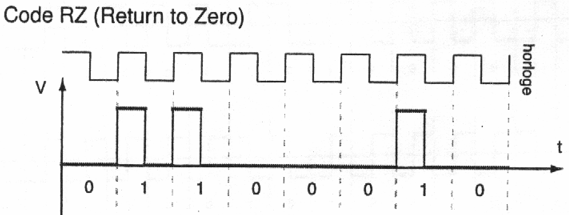 Code RZ (Return to Zero)
horloge
V
t
0 1 1 0 0 0 1 0